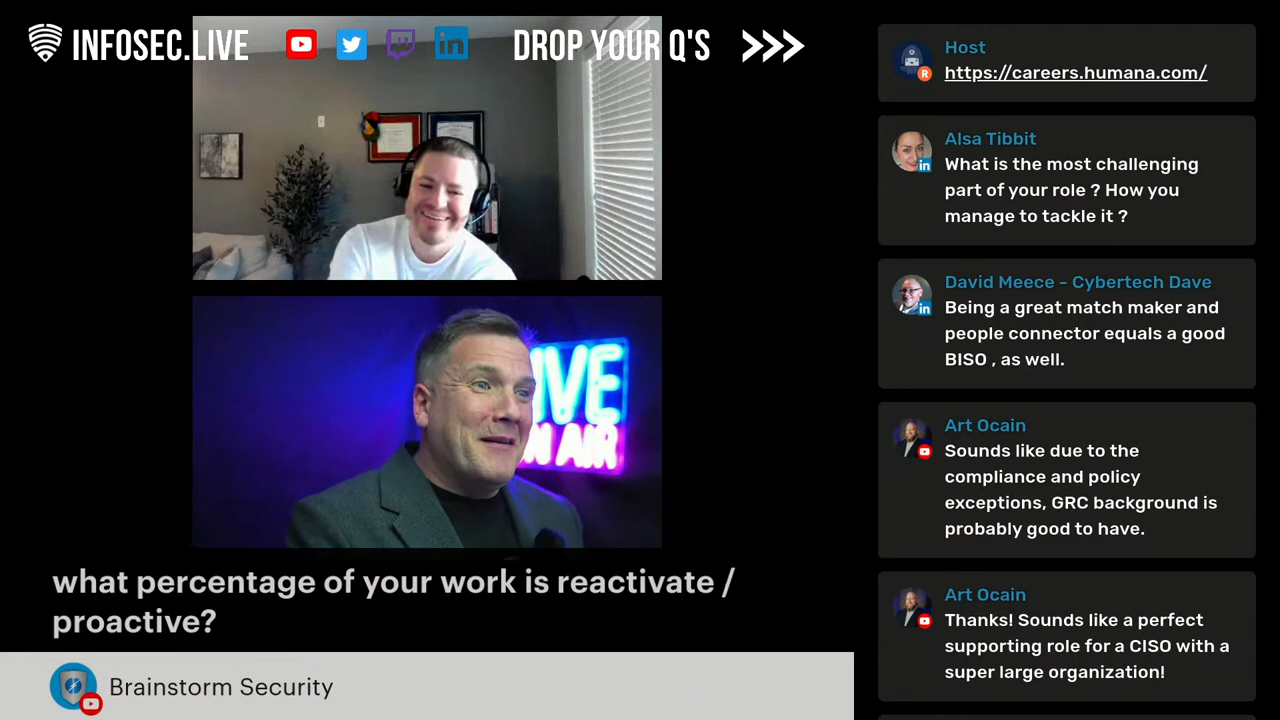 INFOSEC.LIVE
DROP YOUR Q'S >>>
LIVE
ON AIR
what percentage of your work is reactivate /
proactive?
Brainstorm Security
Host
https://careers.humana.com/
Alsa Tibbit
What is the most challenging
part of your role ? How you
manage to tackle it ?
David Meece - Cybertech Dave
Being a great match maker and
people connector equals a good
BISO , as well.
Art Ocain
Sounds like due to the
compliance and policy
exceptions, GRC background is
probably good to have.
Art Ocain
Thanks! Sounds like a perfect
supporting role for a CISO with a
super large organization!